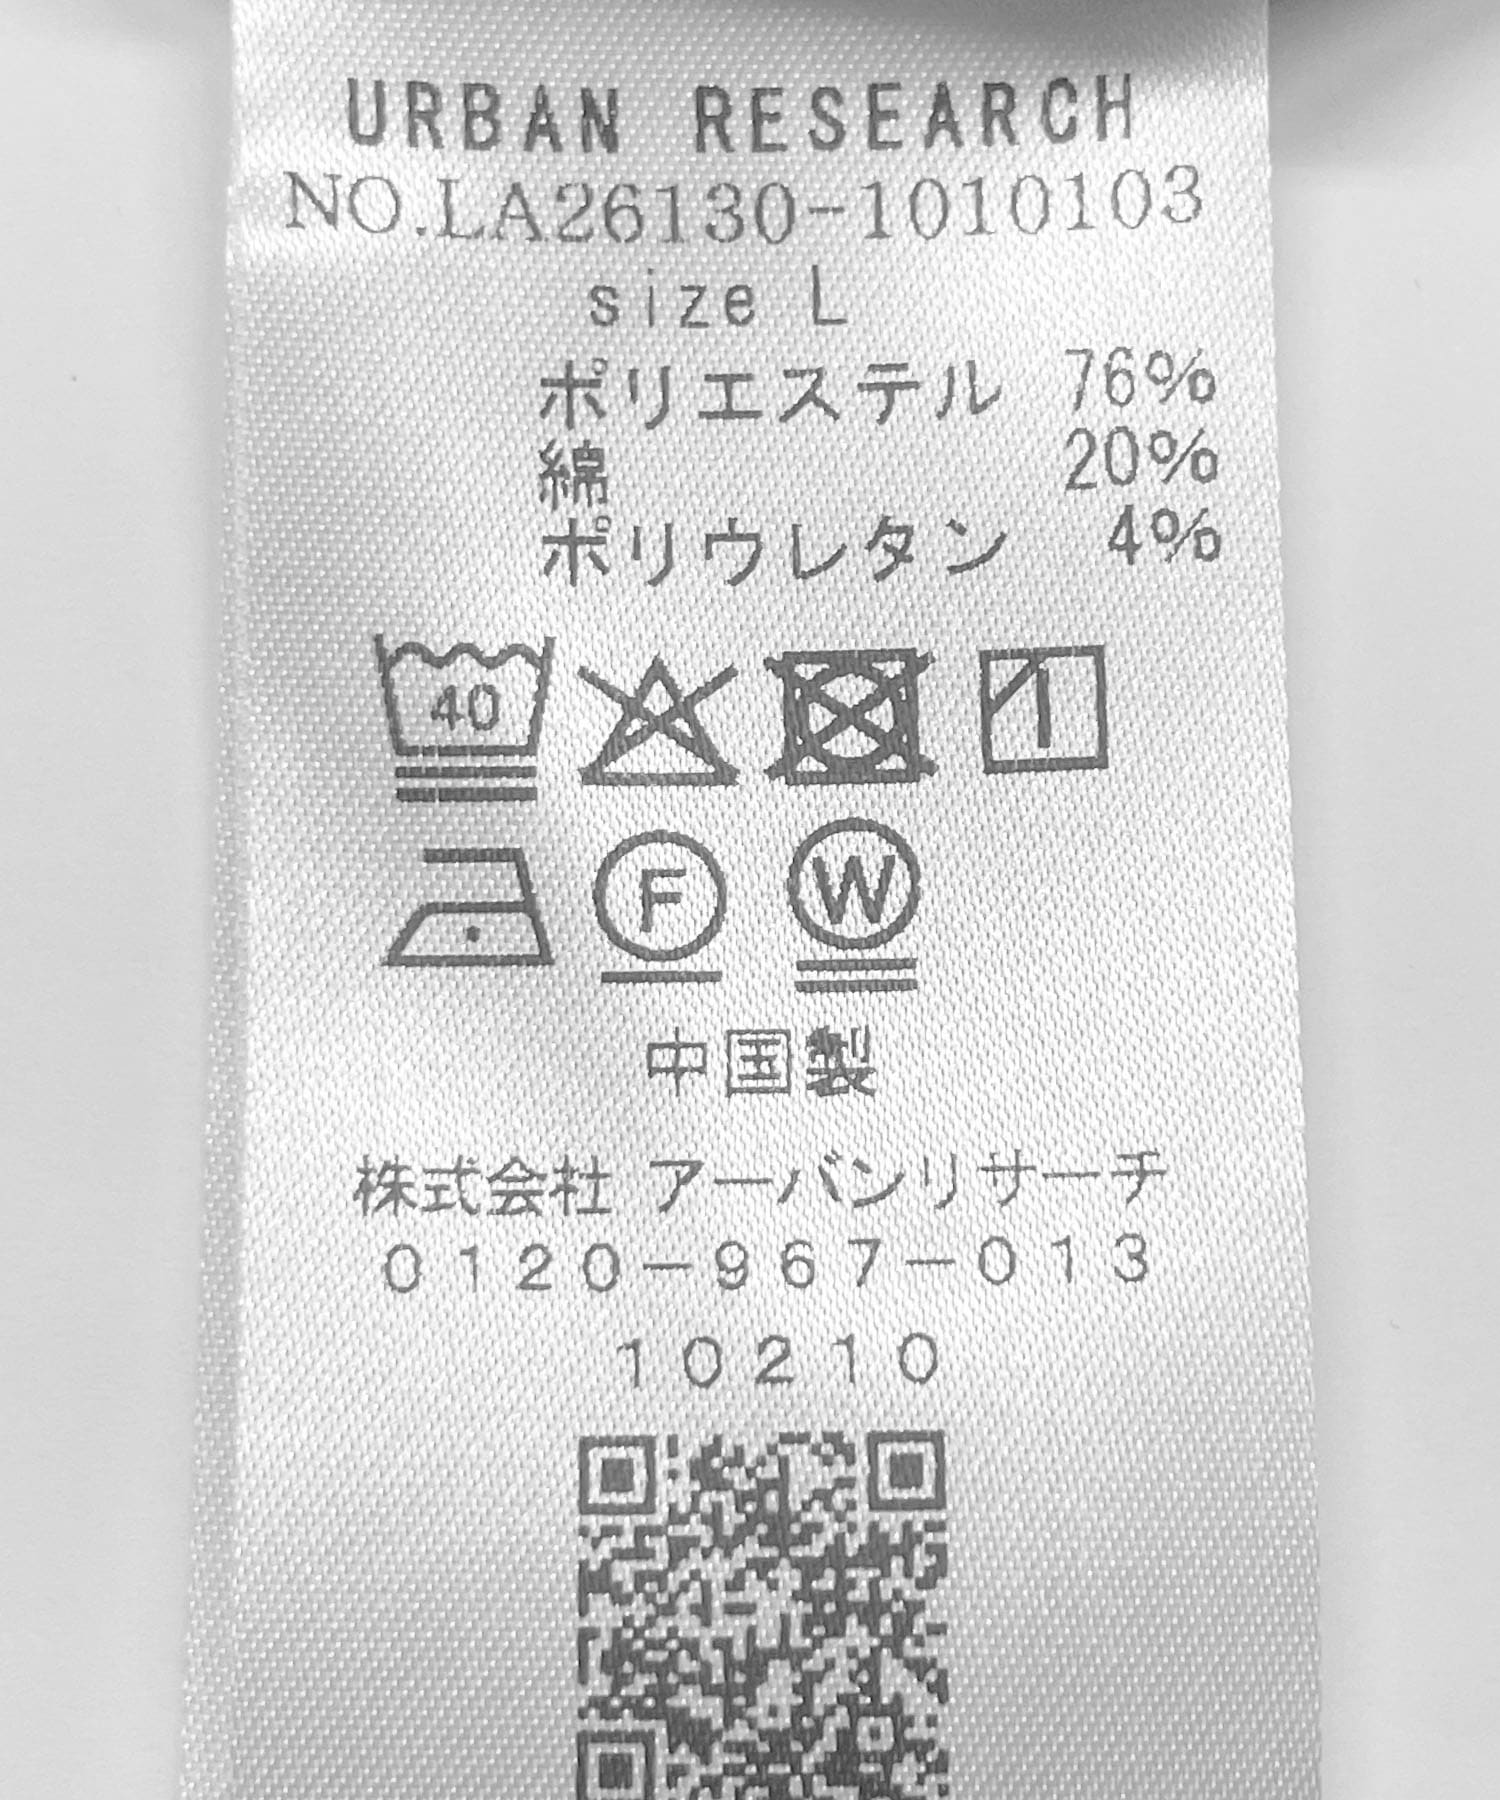 URBAN RESEARCH
NO.LA26130-1010103
size L
ポリエステル 76%
綿 20%
ポリウレタン 4%
40
F W
中国製
株式会社 アーバンリサーチ
0120-967-013
10210